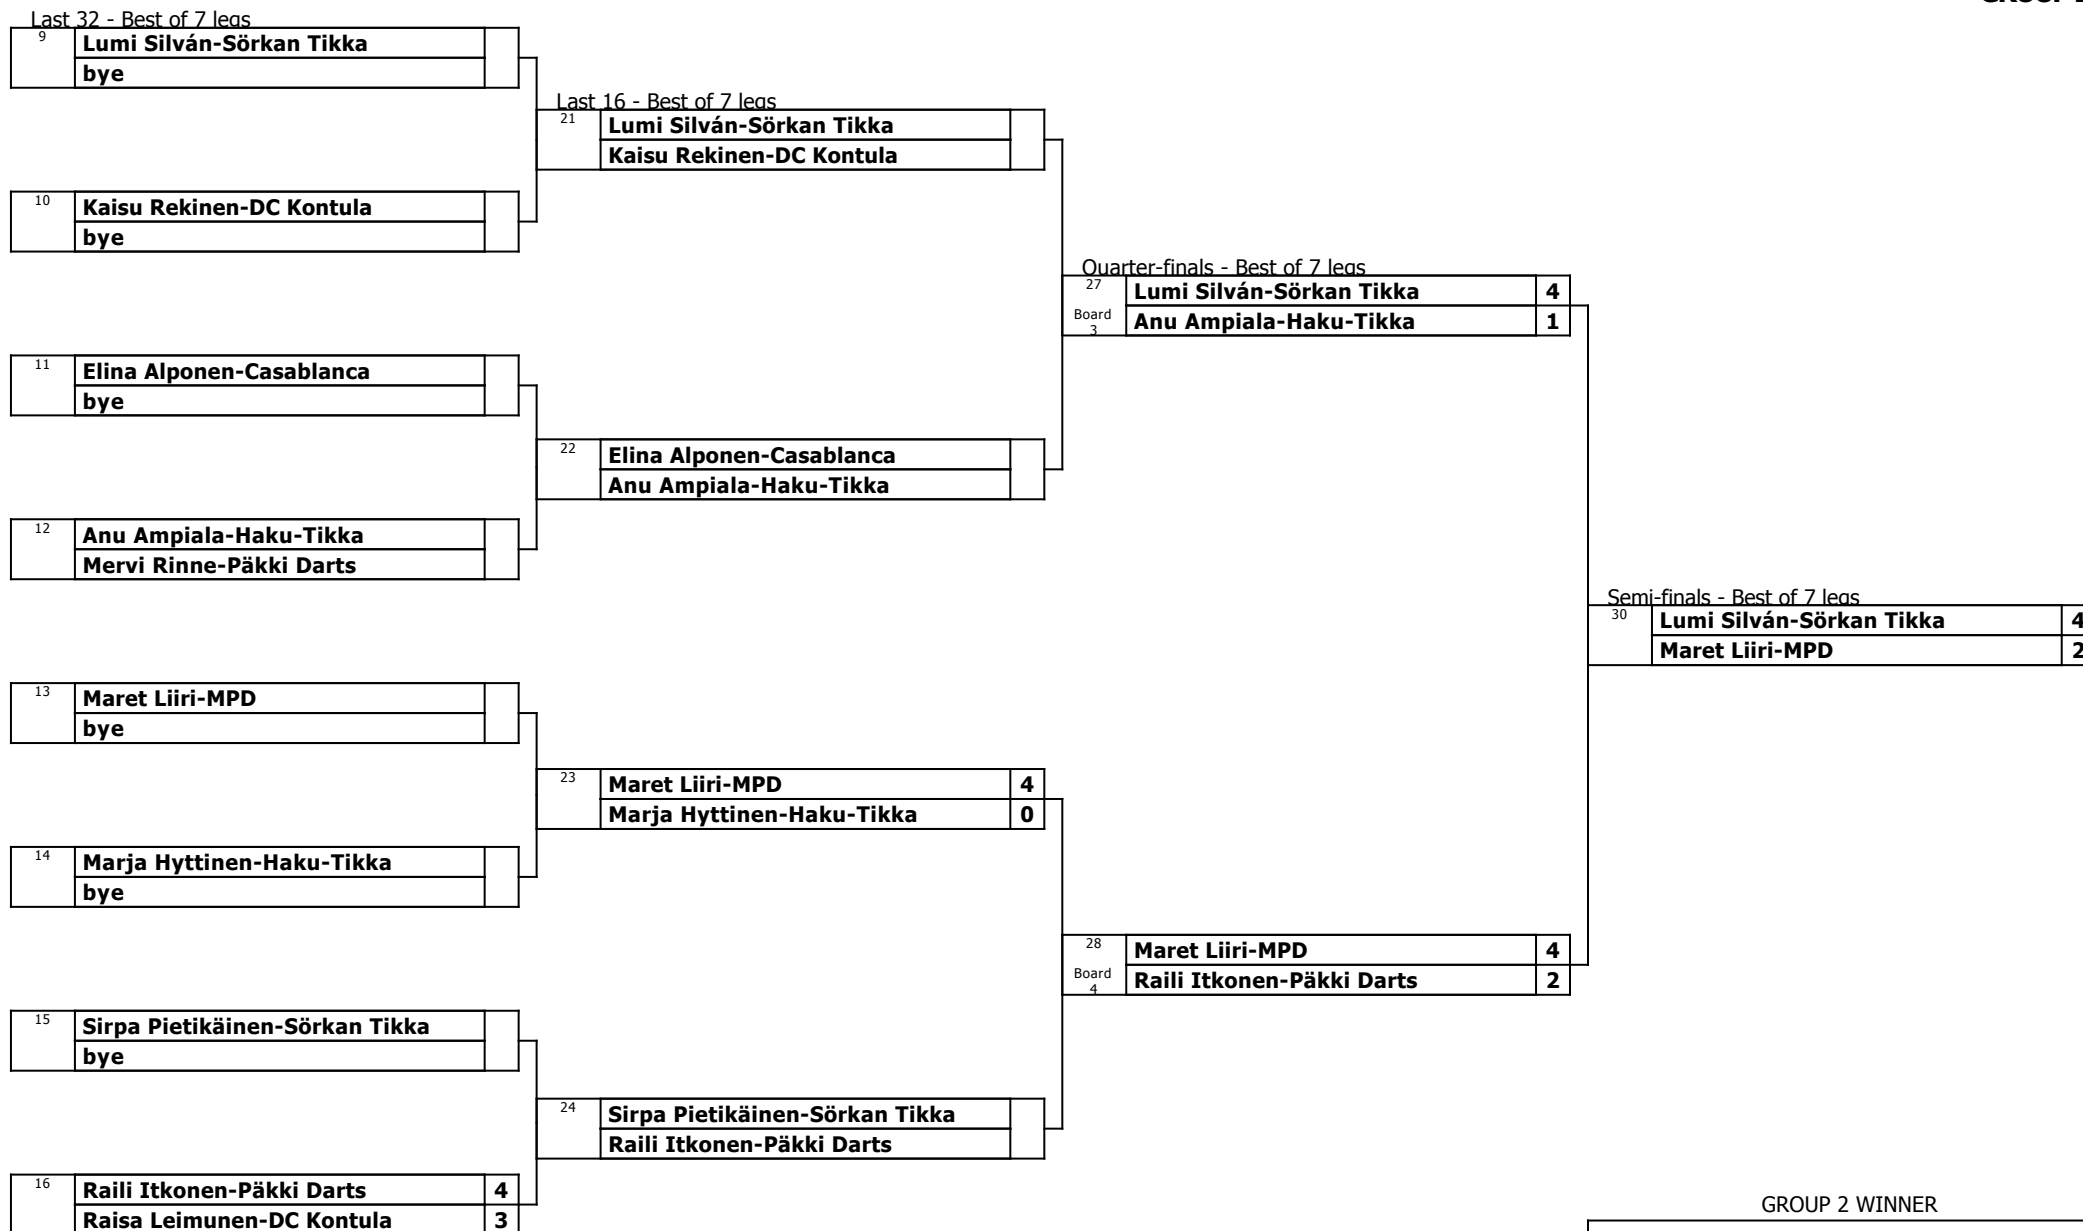 Last 32 - Best of 7 legs
9
Lumi Silván-Sörkan Tikka
bye
10
Kaisu Rekinen-DC Kontula
bye
11
Elina Alponen-Casablanca
bye
12
Anu Ampiala-Haku-Tikka
Mervi Rinne-Päkki Darts
13
Maret Liiri-MPD
bye
14
Marja Hyttinen-Haku-Tikka
bye
15
Sirpa Pietikäinen-Sörkan Tikka
bye
16
Raili Itkonen-Päkki Darts 4
Raisa Leimunen-DC Kontula 3
Last 16 - Best of 7 legs
21
Lumi Silván-Sörkan Tikka
Kaisu Rekinen-DC Kontula
22
Elina Alponen-Casablanca
Anu Ampiala-Haku-Tikka
23
Maret Liiri-MPD 4
Marja Hyttinen-Haku-Tikka 0
24
Sirpa Pietikäinen-Sörkan Tikka
Raili Itkonen-Päkki Darts
Quarter-finals - Best of 7 legs
27
Lumi Silván-Sörkan Tikka 4
Board
3
Anu Ampiala-Haku-Tikka 1
28
Maret Liiri-MPD 4
Board
4
Raili Itkonen-Päkki Darts 2
Semi-finals - Best of 7 legs
30
Lumi Silván-Sörkan Tikka 4
Maret Liiri-MPD 2
GROUP 2 WINNER